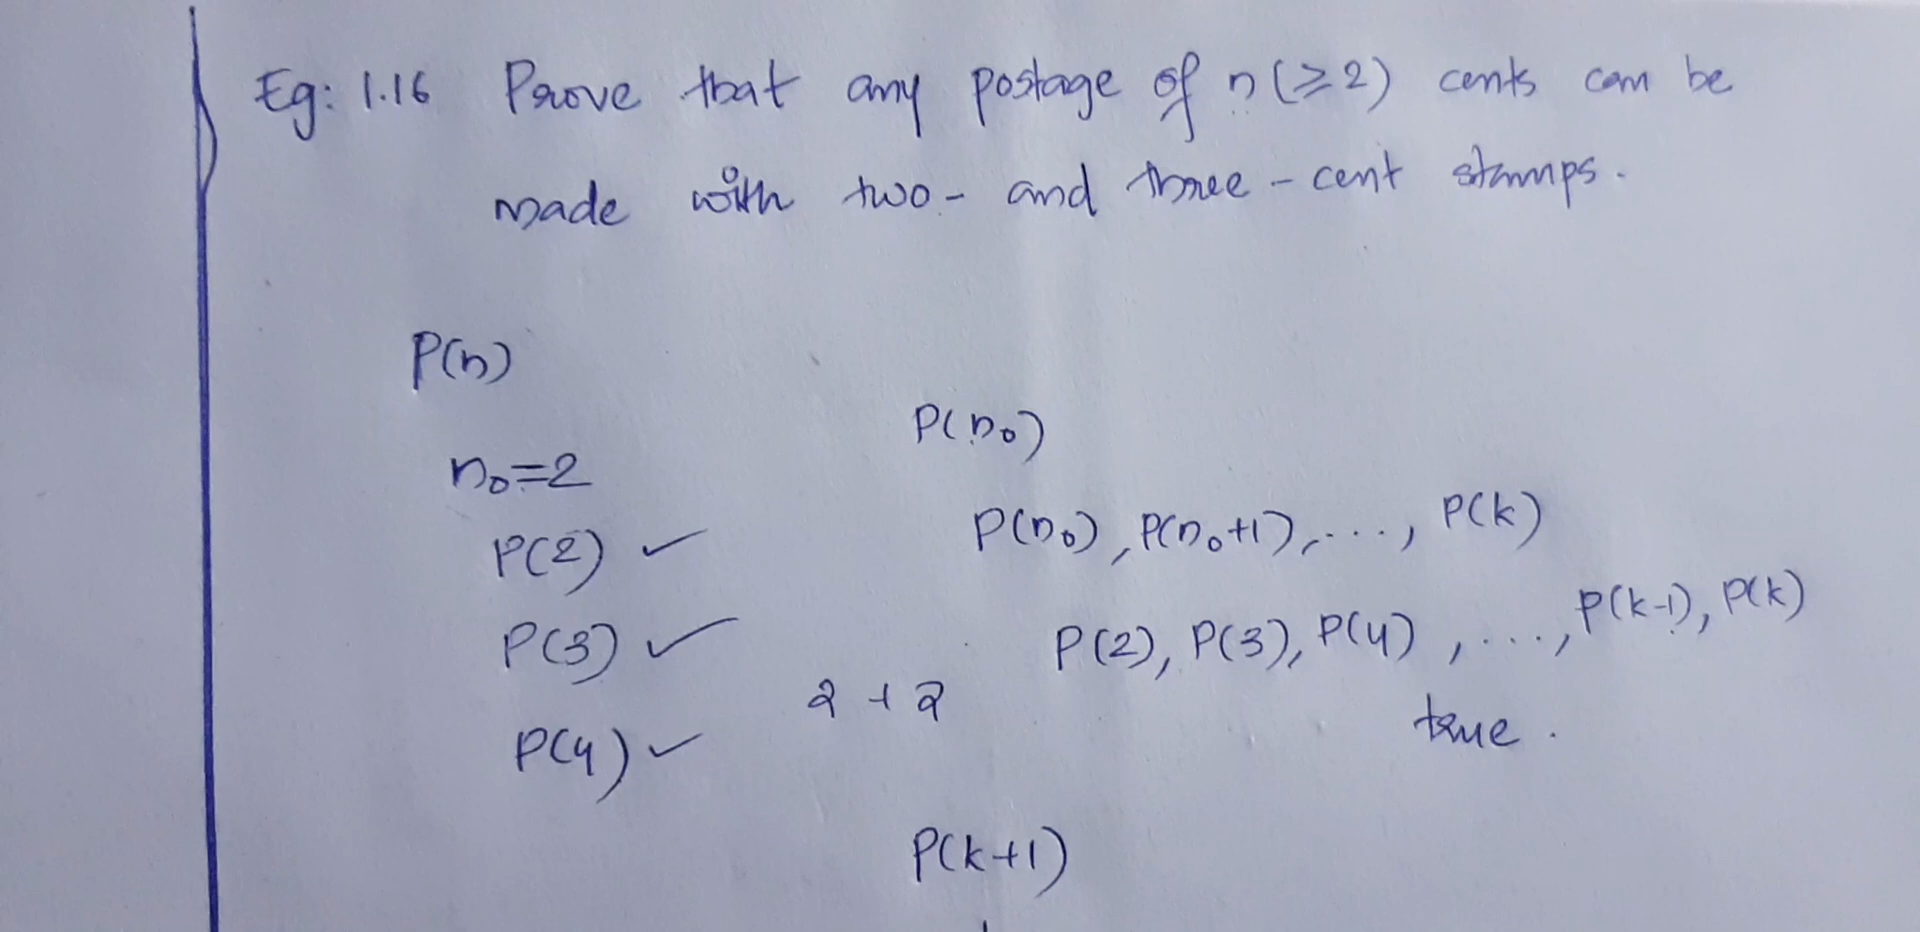 Eg: 1.16 Prove that any postage of n(≥2) cents can be
made with two- and three-cent stamps.
P(n)
P(n₀)
n₀=2
P(n₀), P(n₀+1), ...., P(k)
P(2) ✓
P(2), P(3), P(4), ...., P(k-1), P(k)
P(3) ✓
2+2
true.
P(4) ✓
P(k+1)